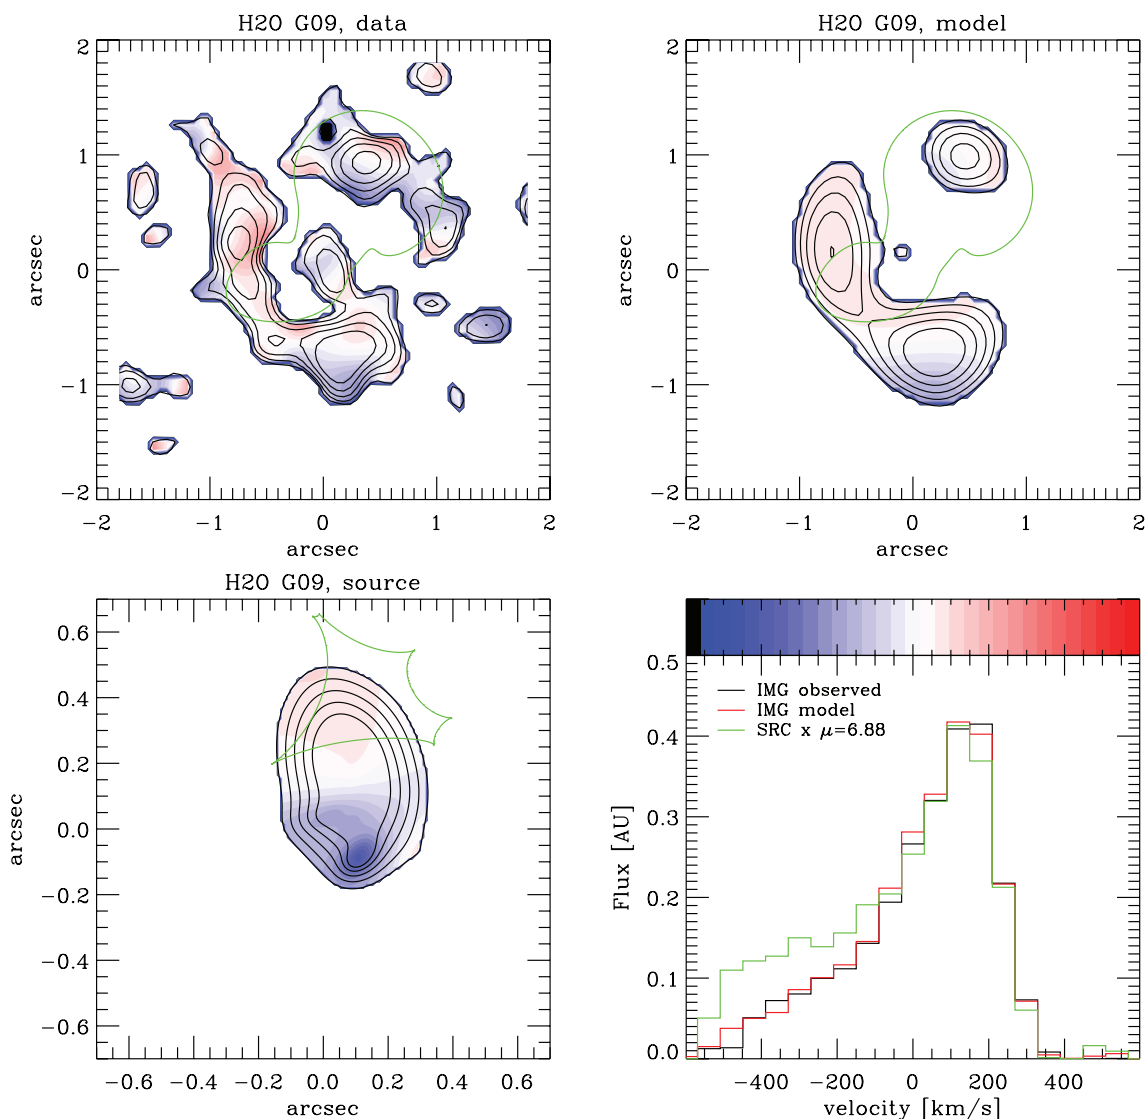 H2O G09, data
2
1
0
−1
−2
arcsec
−2 −1 0 1 2
arcsec
H2O G09, model
2
1
0
−1
−2
arcsec
−2 −1 0 1 2
arcsec
H2O G09, source
0.6
0.4
0.2
0.0
−0.2
−0.4
−0.6
arcsec
−0.6 −0.4 −0.2 0.0 0.2 0.4 0.6
arcsec
0.5
0.4
0.3
0.2
0.1
0.0
Flux [AU]
IMG observed
IMG model
SRC x μ=6.88
−400 −200 0 200 400
velocity [km/s]